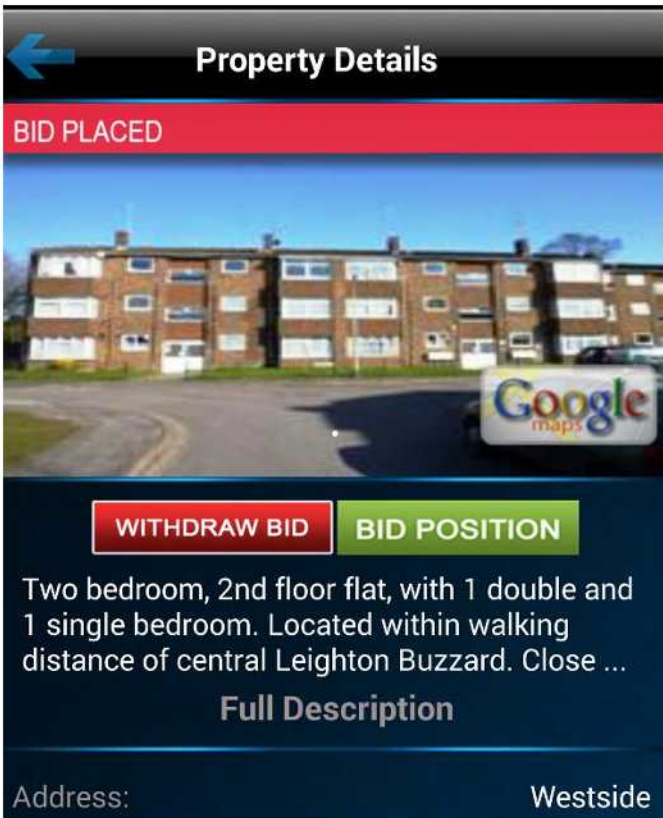 Property Details
BID PLACED
Google
maps
WITHDRAW BID
BID POSITION
Two bedroom, 2nd floor flat, with 1 double and
1 single bedroom. Located within walking
distance of central Leighton Buzzard. Close ...
Full Description
Address: Westside